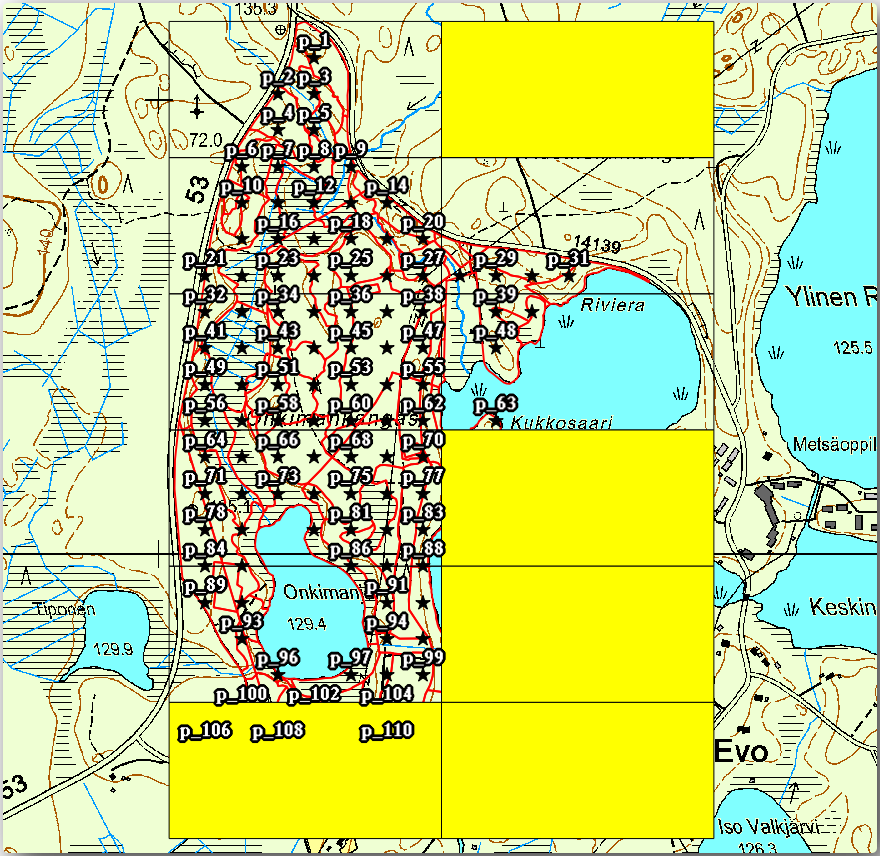 135.3
p_1
p_2 p_3
p_4 p_5
72.0
p_6 p_7 p_8 p_9
53
p_10 p_12 p_14
p_16 p_18 p_20
140
14139
p_21 p_23 p_25 p_27 p_29 p_31
p_32 p_34 p_36 p_38 p_39
Riviera
Ylinen R
p_41 p_43 p_45 p_47 p_48
125.5
p_49 p_51 p_53 p_55
p_56 p_58 p_60 p_62 p_63
Kukkosaari
p_64 p_66 p_68 p_70
Metsäoppil
p_71 p_73 p_75 p_77
p_78 p_81 p_83
p_84 p_86 p_88
p_89 Onkimanj p_91
Tiponen
Keskin
p_93 129.4 p_94
129.9
p_96 p_97 p_99
p_100 p_102 p_104
p_106 p_108 p_110
Evo
53
Iso Valkjärvi
126.3